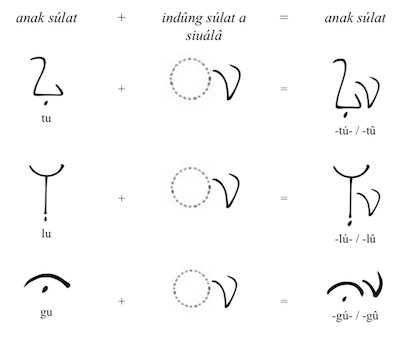 anak súlat + indûng súlat a siuálâ = anak súlat
+ =
tu -tú- / -tû
+ =
lu -lú- / -lû
+ =
gu -gú- / -gû